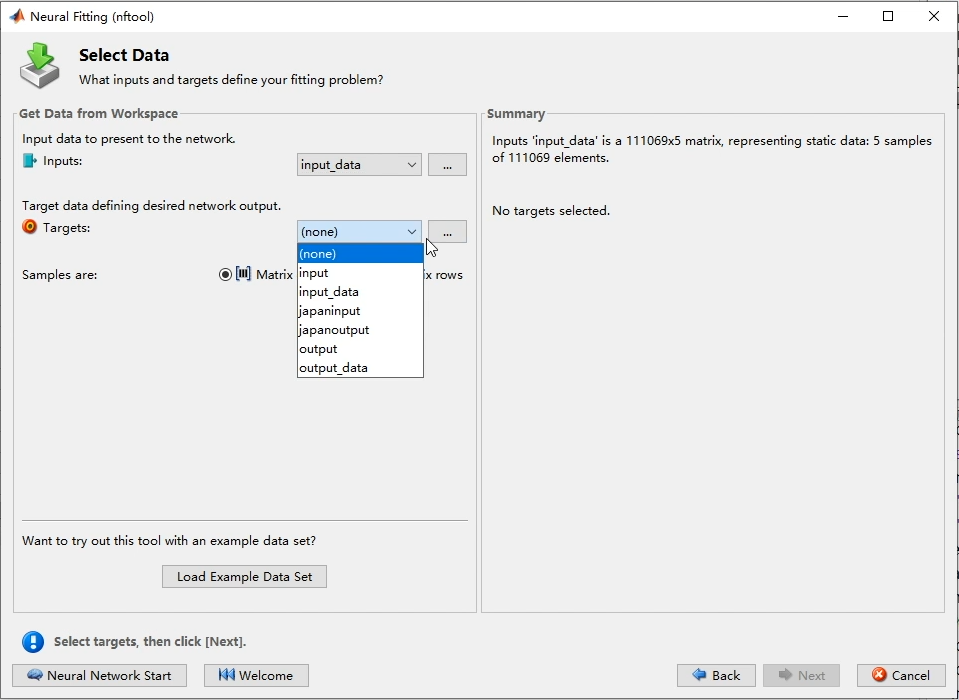 Neural Fitting (nftool)
Select Data
What inputs and targets define your fitting problem?
Get Data from Workspace
Input data to present to the network.
Inputs:
input_data
...
Target data defining desired network output.
Targets:
(none)
...
(none)
input
input_data
japaninput
japanoutput
output
output_data
Samples are:
Matrix
x rows
Want to try out this tool with an example data set?
Load Example Data Set
Summary
Inputs 'input_data' is a 111069x5 matrix, representing static data: 5 samples
of 111069 elements.
No targets selected.
Select targets, then click [Next].
Neural Network Start
Welcome
Back
Next
Cancel